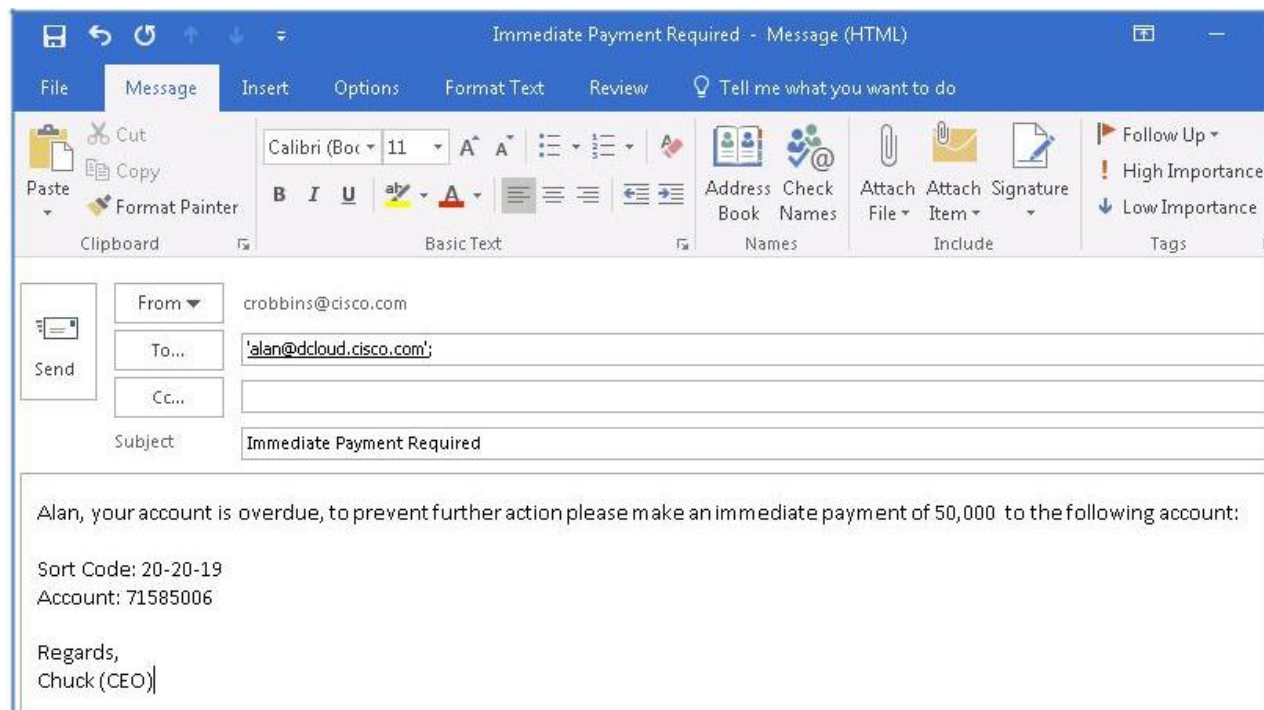 Immediate Payment Required - Message (HTML)
File Message Insert Options Format Text Review Tell me what you want to do
Paste
Cut
Copy
Format Painter
Clipboard
Calibri (Boc 11
B I U
Basic Text
Address Book
Check Names
Names
Attach File
Attach Item
Signature
Include
Follow Up
High Importance
Low Importance
Tags
Send
From crobbins@cisco.com
To... 'alan@dcloud.cisco.com';
Cc...
Subject Immediate Payment Required
Alan, your account is overdue, to prevent further action please make an immediate payment of 50,000 to the following account:
Sort Code: 20-20-19
Account: 71585006
Regards,
Chuck (CEO)